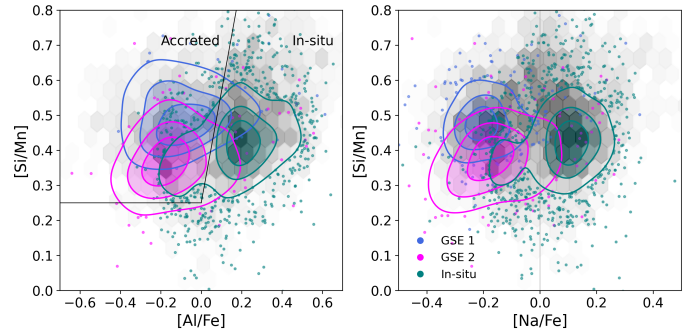 0.8
0.7
0.6
0.5
0.4
0.3
0.2
0.1
0.0
[Si/Mn]
Accreted
In-situ
−0.6 −0.4 −0.2 0.0 0.2 0.4 0.6
[Al/Fe]
0.8
0.7
0.6
0.5
0.4
0.3
0.2
0.1
0.0
[Si/Mn]
GSE 1
GSE 2
In-situ
−0.4 −0.2 0.0 0.2 0.4
[Na/Fe]